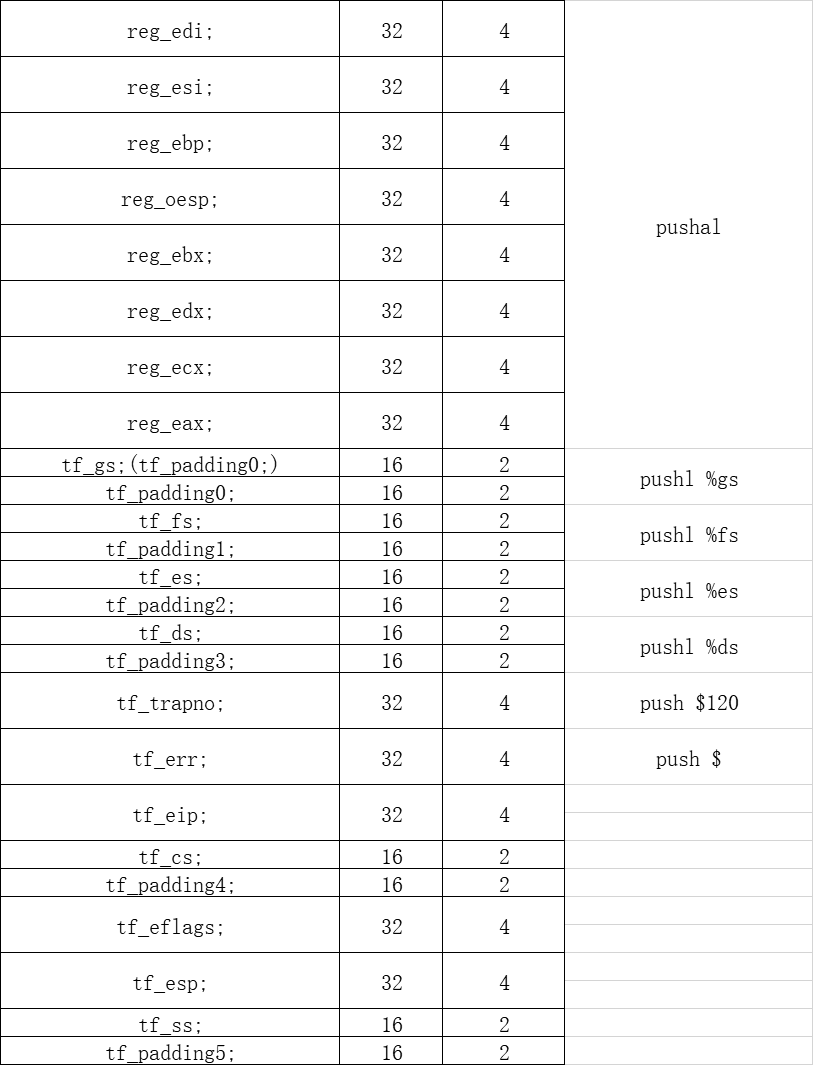 reg_edi; 32 4
reg_esi; 32 4
reg_ebp; 32 4
reg_oesp; 32 4
pushal
reg_ebx; 32 4
reg_edx; 32 4
reg_ecx; 32 4
reg_eax; 32 4
tf_gs;(tf_padding0;) 16 2
pushl %gs
tf_padding0; 16 2
tf_fs; 16 2
pushl %fs
tf_padding1; 16 2
tf_es; 16 2
pushl %es
tf_padding2; 16 2
tf_ds; 16 2
pushl %ds
tf_padding3; 16 2
tf_trapno; 32 4 push $120
tf_err; 32 4 push $
tf_eip; 32 4
tf_cs; 16 2
tf_padding4; 16 2
tf_eflags; 32 4
tf_esp; 32 4
tf_ss; 16 2
tf_padding5; 16 2